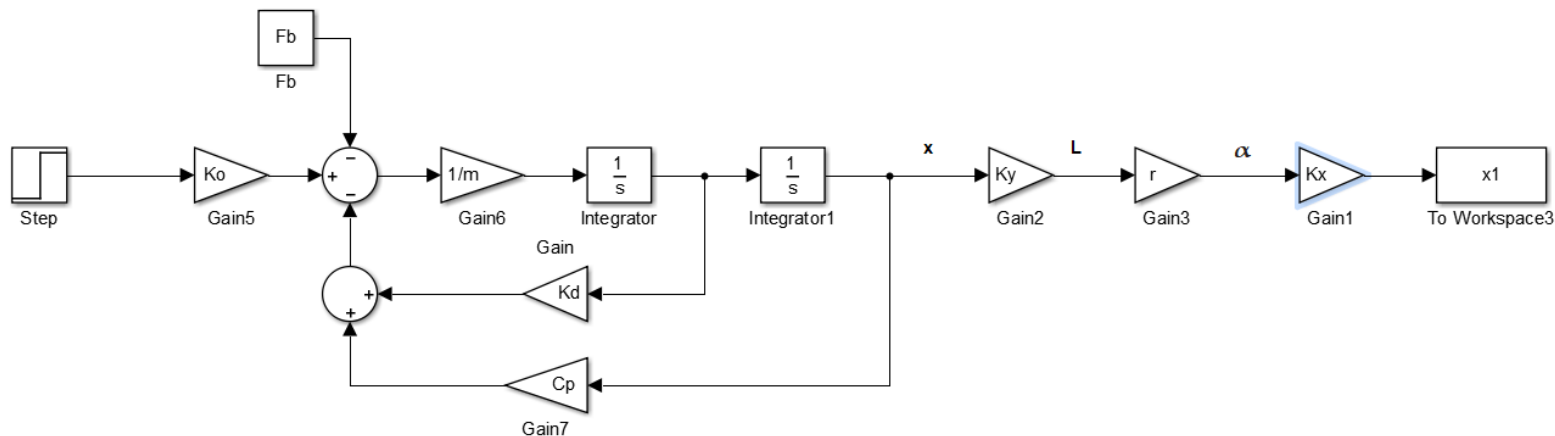 Fb
Fb
x L α
Ko 1/m 1/s 1/s Ky r Kx x1
+ − −
Step Gain5 Gain6 Integrator Integrator1 Gain2 Gain3 Gain1 To Workspace3
Gain
Kd
+ +
Cp
Gain7